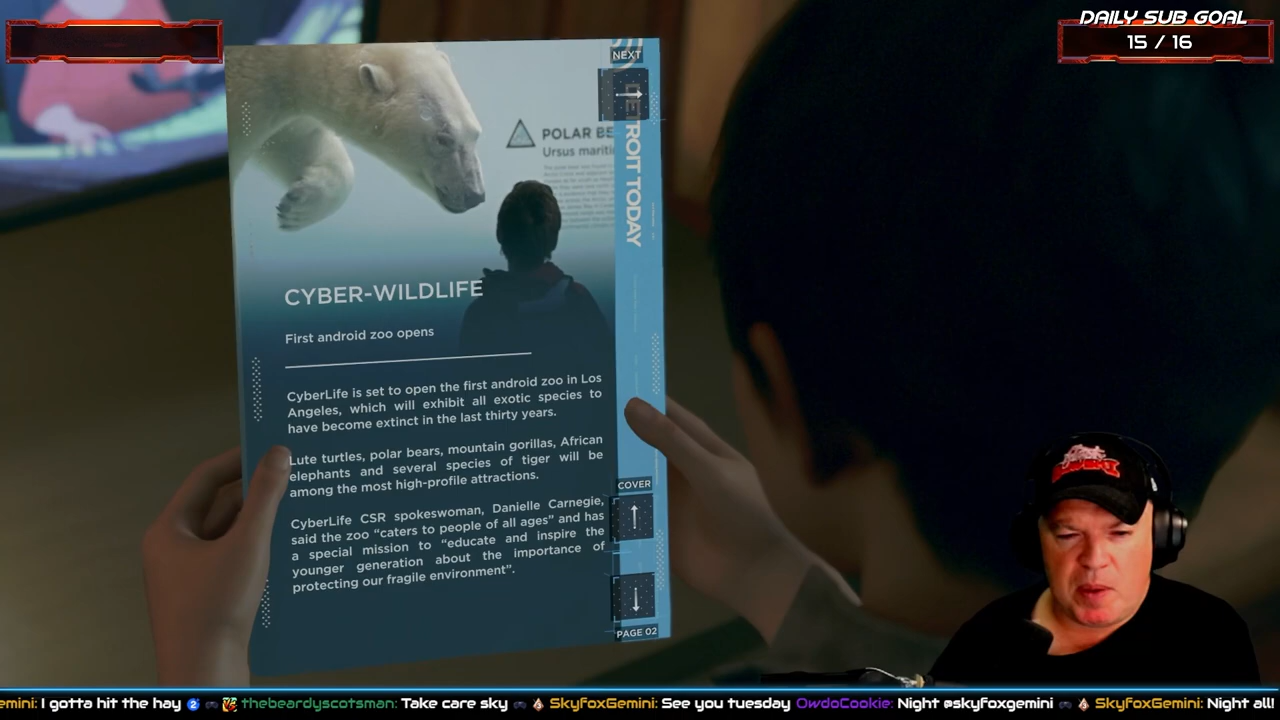 DAILY SUB GOAL
15 / 16
NEXT
DETROIT TODAY
POLAR BE
Ursus mariti
CYBER-WILDLIFE
First android zoo opens
CyberLife is set to open the first android zoo in Los
Angeles, which will exhibit all exotic species to
have become extinct in the last thirty years.
Lute turtles, polar bears, mountain gorillas, African
elephants and several species of tiger will be
among the most high-profile attractions.
CyberLife CSR spokeswoman, Danielle Carnegie,
said the zoo “caters to people of all ages” and has
a special mission to “educate and inspire the
younger generation about the importance of
protecting our fragile environment”.
COVER
PAGE 02
emini: I gotta hit the hay 2 thebeardyscotsman: Take care sky SkyFoxGemini: See you tuesday OwdoCookie: Night @skyfoxgemini SkyFoxGemini: Night all!